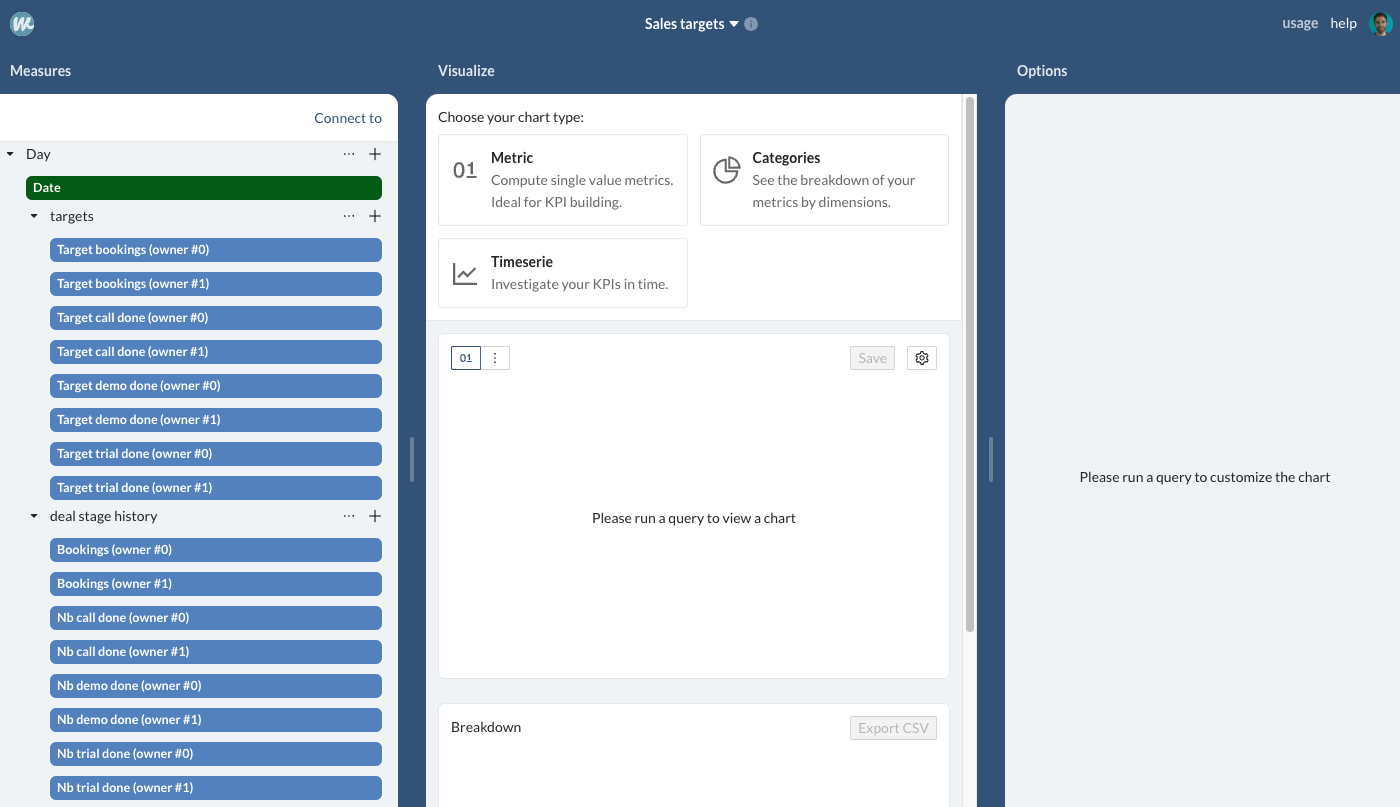 Sales targets
usage
help
Measures
Visualize
Options
Connect to
Day
Date
targets
Target bookings (owner #0)
Target bookings (owner #1)
Target call done (owner #0)
Target call done (owner #1)
Target demo done (owner #0)
Target demo done (owner #1)
Target trial done (owner #0)
Target trial done (owner #1)
deal stage history
Bookings (owner #0)
Bookings (owner #1)
Nb call done (owner #0)
Nb call done (owner #1)
Nb demo done (owner #0)
Nb demo done (owner #1)
Nb trial done (owner #0)
Nb trial done (owner #1)
Choose your chart type:
01
Metric
Compute single value metrics.
Ideal for KPI building.
Categories
See the breakdown of your
metrics by dimensions.
Timeserie
Investigate your KPIs in time.
01
Save
Please run a query to view a chart
Breakdown
Export CSV
Please run a query to customize the chart